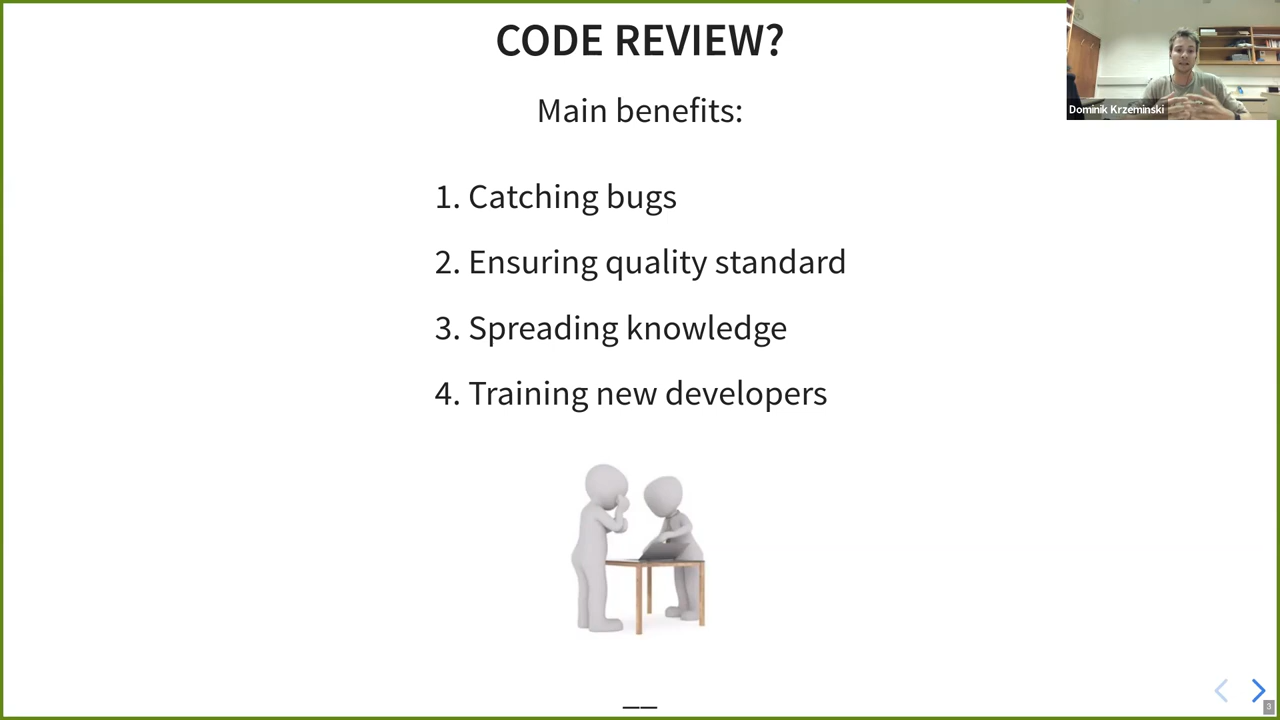 CODE REVIEW?
Main benefits:
1. Catching bugs
2. Ensuring quality standard
3. Spreading knowledge
4. Training new developers
Dominik Krzeminski
3